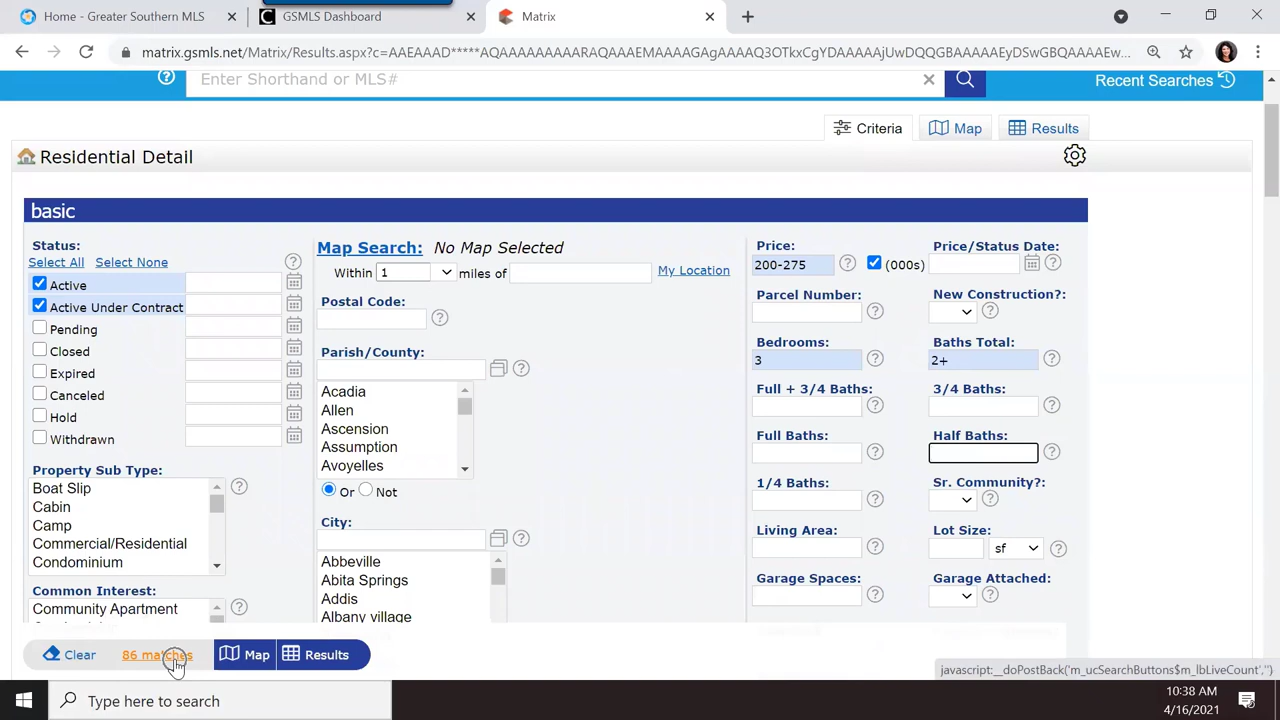 Home - Greater Southern MLS
GSMLS Dashboard
Matrix
matrix.gsmls.net/Matrix/Results.aspx?c=AAEAAAD*****AQAAAAAAAAARAQAAAEMAAAAGAgAAAAQ3OTkxCgYDAAAAAjUwDQQGBAAAAAEyDSwGBQAAAAEw...
Enter Shorthand or MLS#
Recent Searches
Criteria
Map
Results
Residential Detail
basic
Status:
Select All Select None
Active
Active Under Contract
Pending
Closed
Expired
Canceled
Hold
Withdrawn
Property Sub Type:
Boat Slip
Cabin
Camp
Commercial/Residential
Condominium
Common Interest:
Community Apartment
Map Search: No Map Selected
Within 1 miles of
My Location
Postal Code:
Parish/County:
Acadia
Allen
Ascension
Assumption
Avoyelles
Or Not
City:
Abbeville
Abita Springs
Addis
Albany village
Price: Price/Status Date:
200-275 (000s)
Parcel Number: New Construction?:
Bedrooms: Baths Total:
3 2+
Full + 3/4 Baths: 3/4 Baths:
Full Baths: Half Baths:
1/4 Baths: Sr. Community?:
Living Area: Lot Size:
sf
Garage Spaces: Garage Attached:
Clear 86 matches Map Results
javascript:__doPostBack('m_ucSearchButtons$m_lbLiveCount','')
Type here to search
10:38 AM
4/16/2021